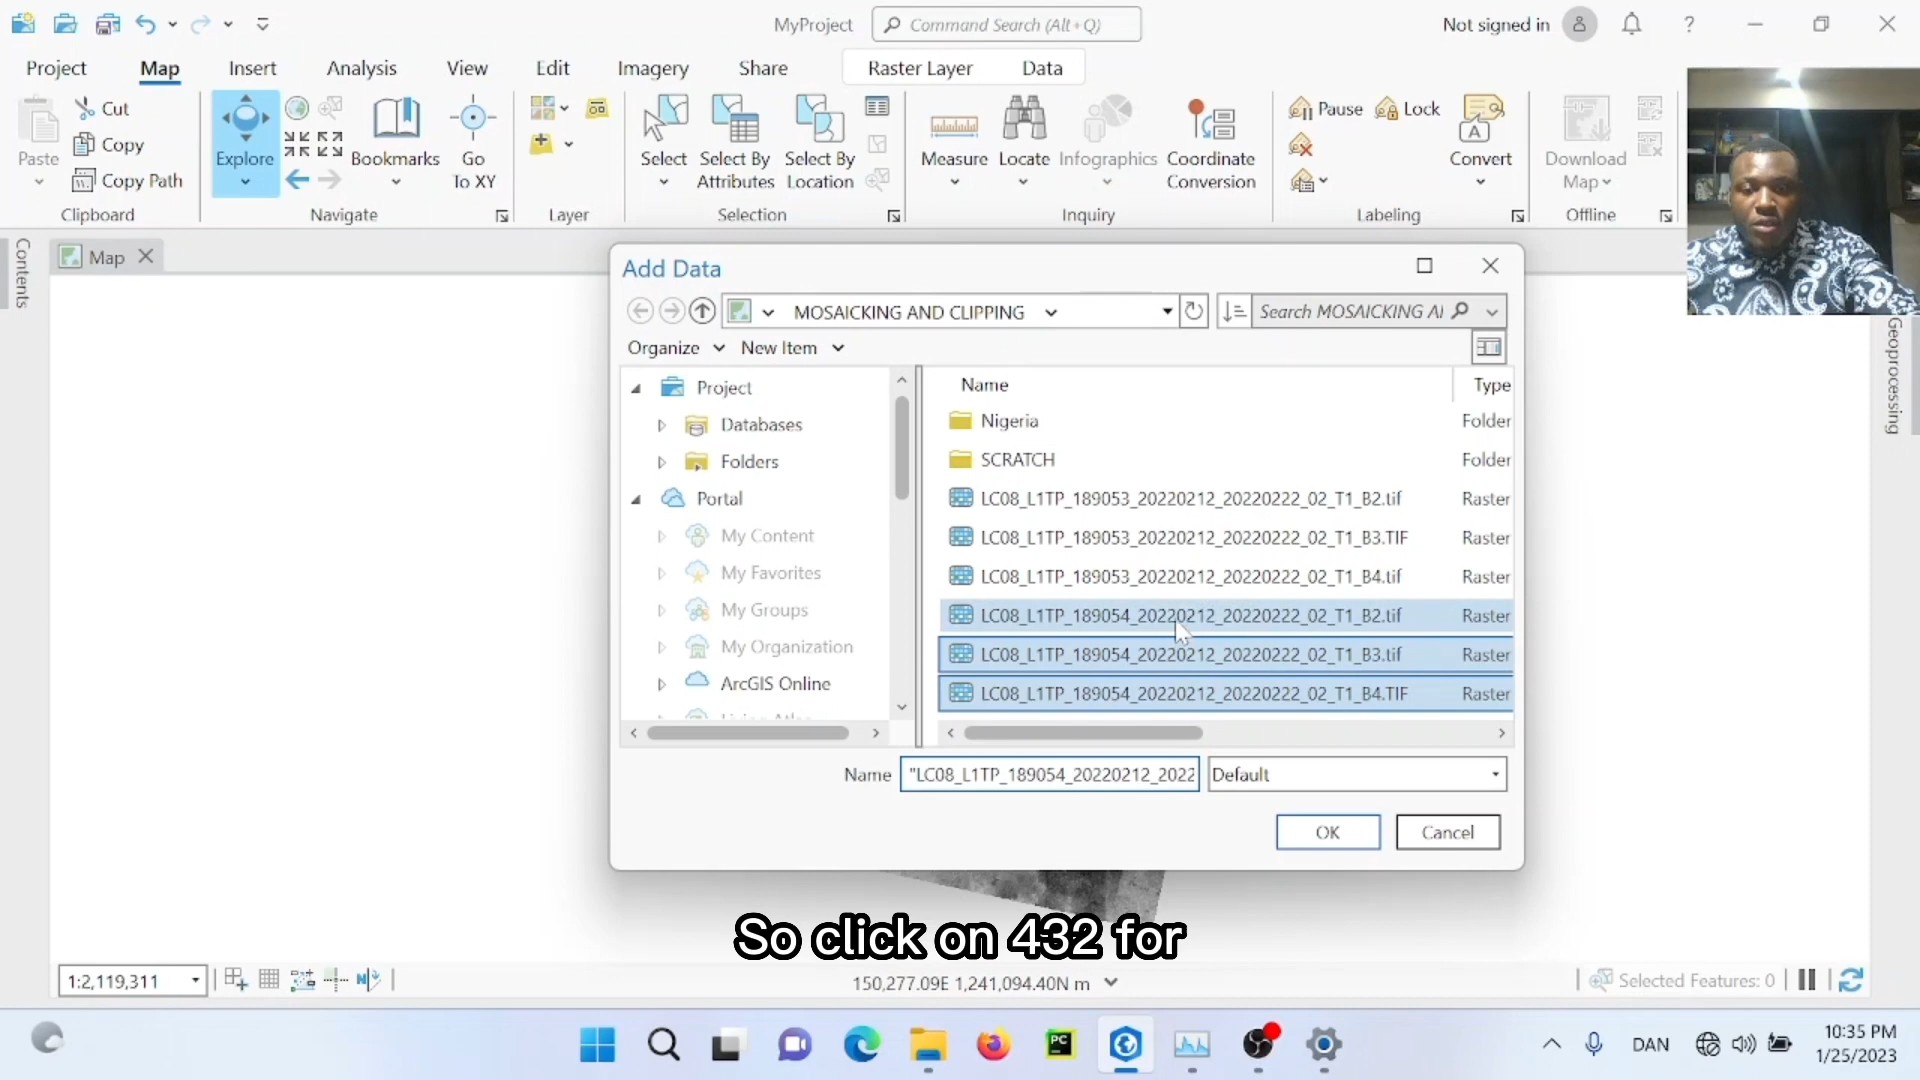 MyProject
Command Search (Alt+Q)
Not signed in
?
Project
Map
Insert
Analysis
View
Edit
Imagery
Share
Raster Layer
Data
Paste
Cut
Copy
Copy Path
Clipboard
Explore
Bookmarks
Go
To XY
Navigate
Layer
Select
Select By
Attributes
Select By
Location
Selection
Measure
Locate
Infographics
Coordinate
Conversion
Inquiry
Pause
Lock
A
Convert
Labeling
Download
Map
Offline
Contents
Map
Geoprocessing
Add Data
MOSAICKING AND CLIPPING
Search MOSAICKING AI
Organize
New Item
Project
Databases
Folders
Portal
My Content
My Favorites
My Groups
My Organization
ArcGIS Online
Name
Type
Nigeria
Folder
SCRATCH
Folder
LC08_L1TP_189053_20220212_20220222_02_T1_B2.tif
Raster
LC08_L1TP_189053_20220212_20220222_02_T1_B3.TIF
Raster
LC08_L1TP_189053_20220212_20220222_02_T1_B4.tif
Raster
LC08_L1TP_189054_20220212_20220222_02_T1_B2.tif
Raster
LC08_L1TP_189054_20220212_20220222_02_T1_B3.tif
Raster
LC08_L1TP_189054_20220212_20220222_02_T1_B4.TIF
Raster
Name
"LC08_L1TP_189054_20220212_2022
Default
OK
Cancel
So click on 432 for
1:2,119,311
150,277.09E 1,241,094.40N m
Selected Features: 0
PC
DAN
10:35 PM
1/25/2023